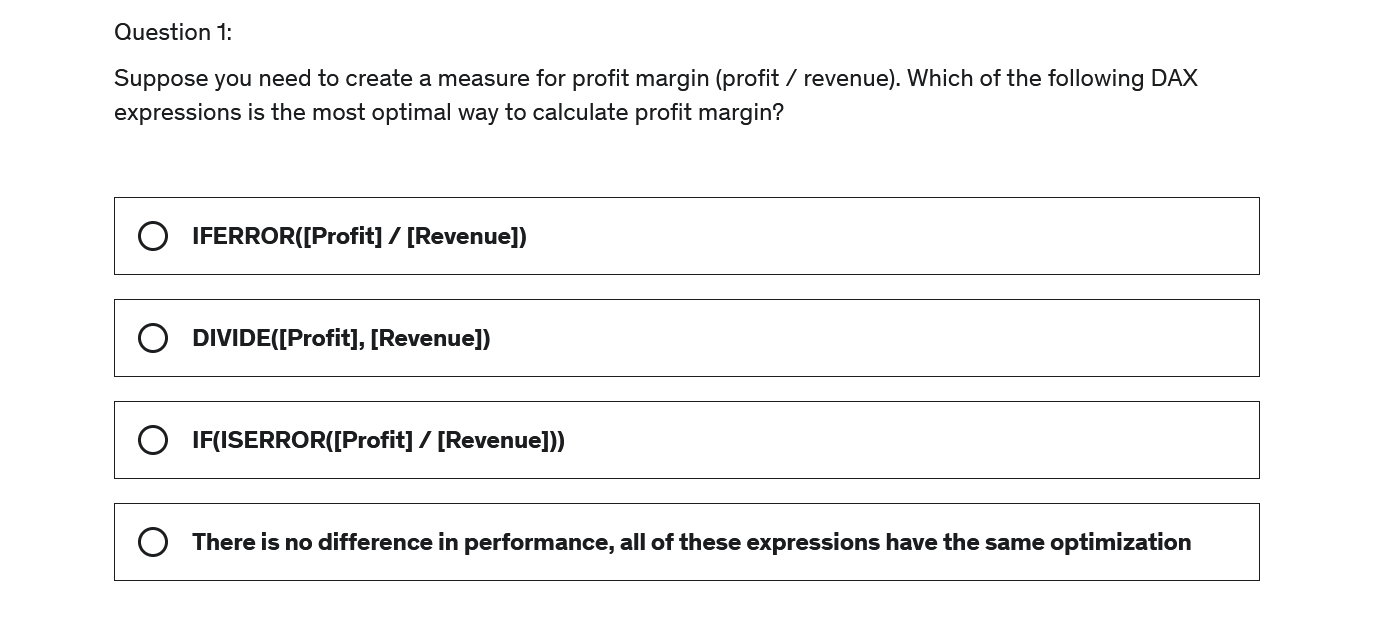 Question 1:
Suppose you need to create a measure for profit margin (profit / revenue). Which of the following DAX
expressions is the most optimal way to calculate profit margin?
IFERROR([Profit] / [Revenue])
DIVIDE([Profit], [Revenue])
IF(ISERROR([Profit] / [Revenue]))
There is no difference in performance, all of these expressions have the same optimization